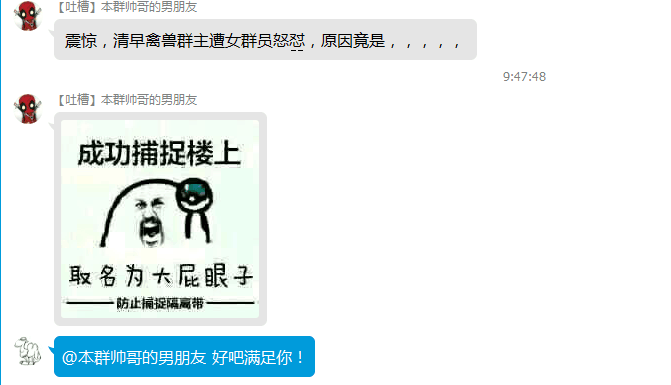 【吐槽】本群帅哥的男朋友
震惊，清早禽兽群主遭女群员怒怼，原因竟是，，，，，
9:47:48
【吐槽】本群帅哥的男朋友
成功捕捉楼上
取名为大屁眼子
防止捕捉隔离带
@本群帅哥的男朋友 好吧满足你！